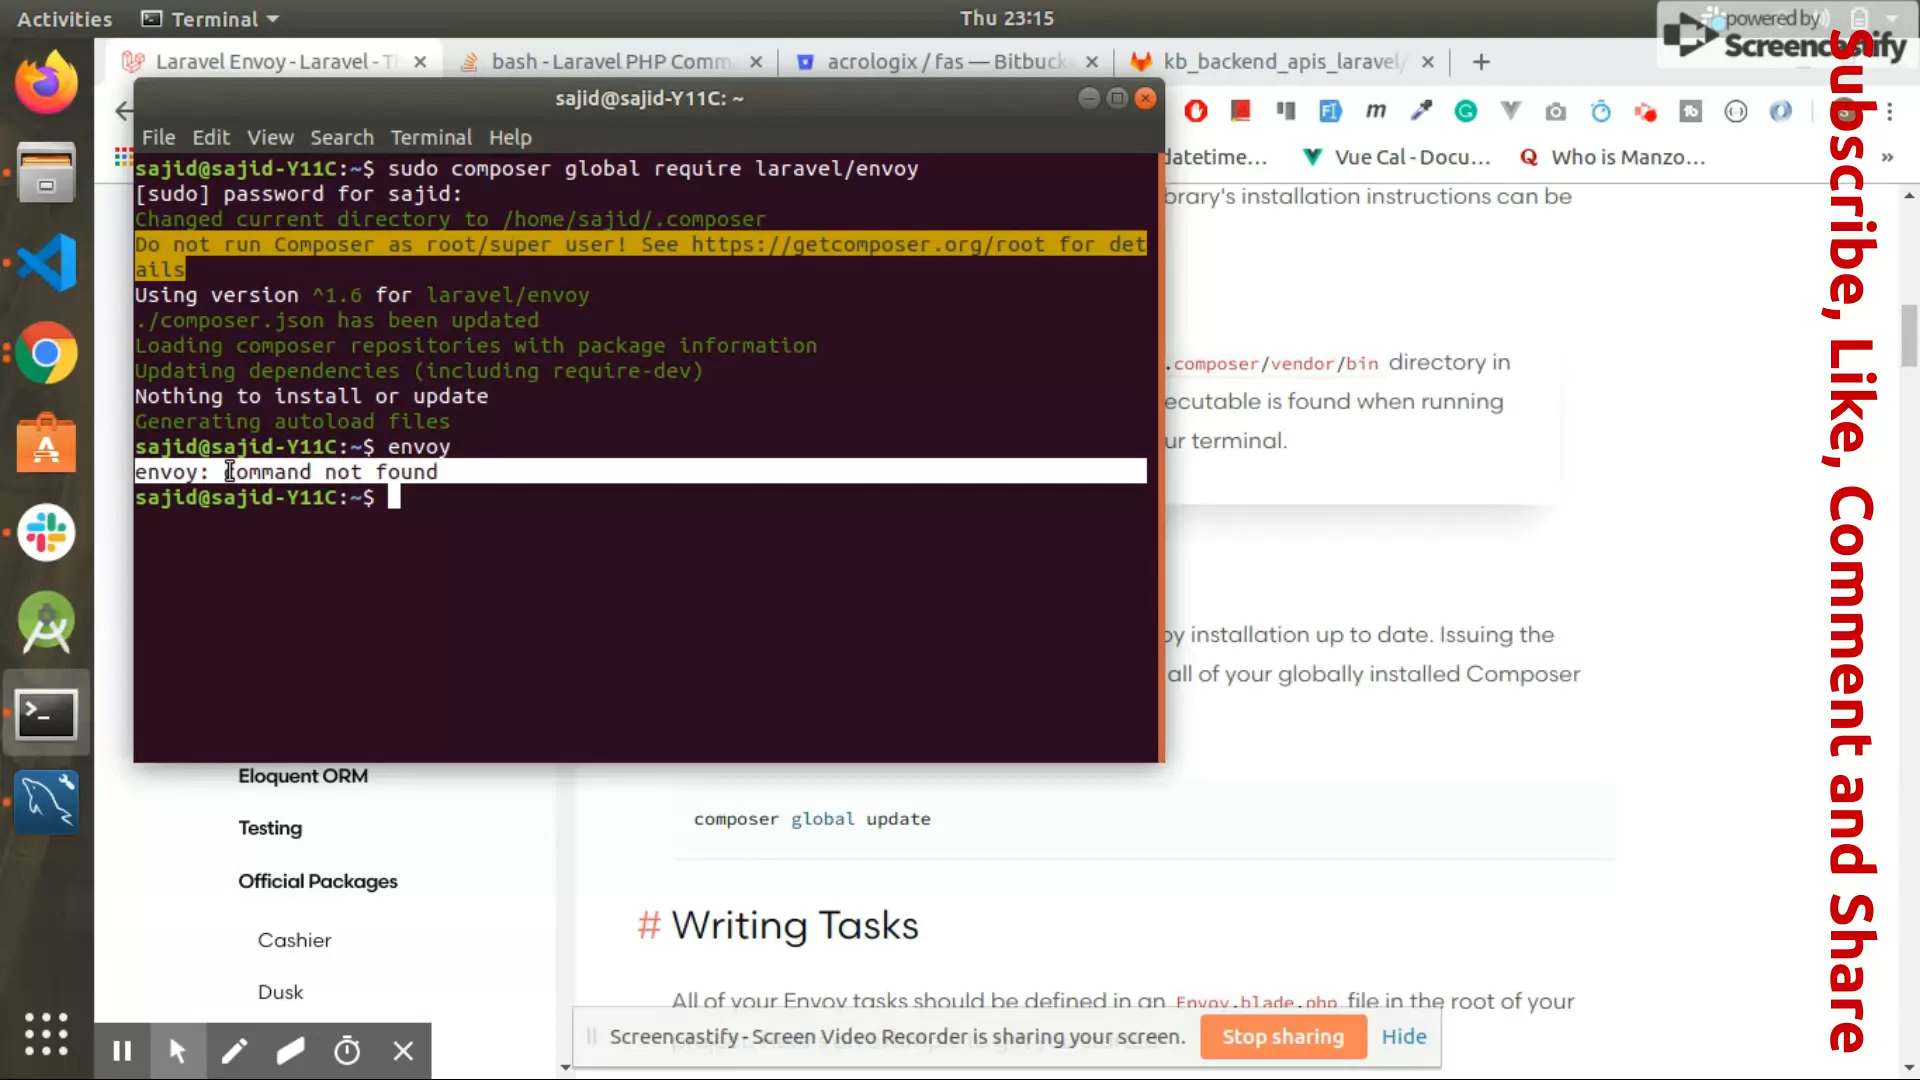 Activities
Terminal
Thu 23:15
powered by
Screencastify
Laravel Envoy - Laravel - T
bash - Laravel PHP Comm
acrologix / fas — Bitbuck
kb_backend_apis_laravel/
sajid@sajid-Y11C: ~
File Edit View Search Terminal Help
datetime...
Vue Cal - Docu...
Who is Manzo...
sajid@sajid-Y11C:~$ sudo composer global require laravel/envoy
[sudo] password for sajid:
Changed current directory to /home/sajid/.composer
Do not run Composer as root/super user! See https://getcomposer.org/root for det
ails
Using version ^1.6 for laravel/envoy
./composer.json has been updated
Loading composer repositories with package information
Updating dependencies (including require-dev)
Nothing to install or update
Generating autoload files
sajid@sajid-Y11C:~$ envoy
envoy: command not found
sajid@sajid-Y11C:~$
brary's installation instructions can be
.composer/vendor/bin directory in
ecutable is found when running
ur terminal.
oy installation up to date. Issuing the
all of your globally installed Composer
Eloquent ORM
Testing
Official Packages
Cashier
Dusk
composer global update
# Writing Tasks
All of your Envoy tasks should be defined in an Envoy.blade.php file in the root of your
Screencastify - Screen Video Recorder is sharing your screen.
Stop sharing
Hide
Subscribe, Like, Comment and Share